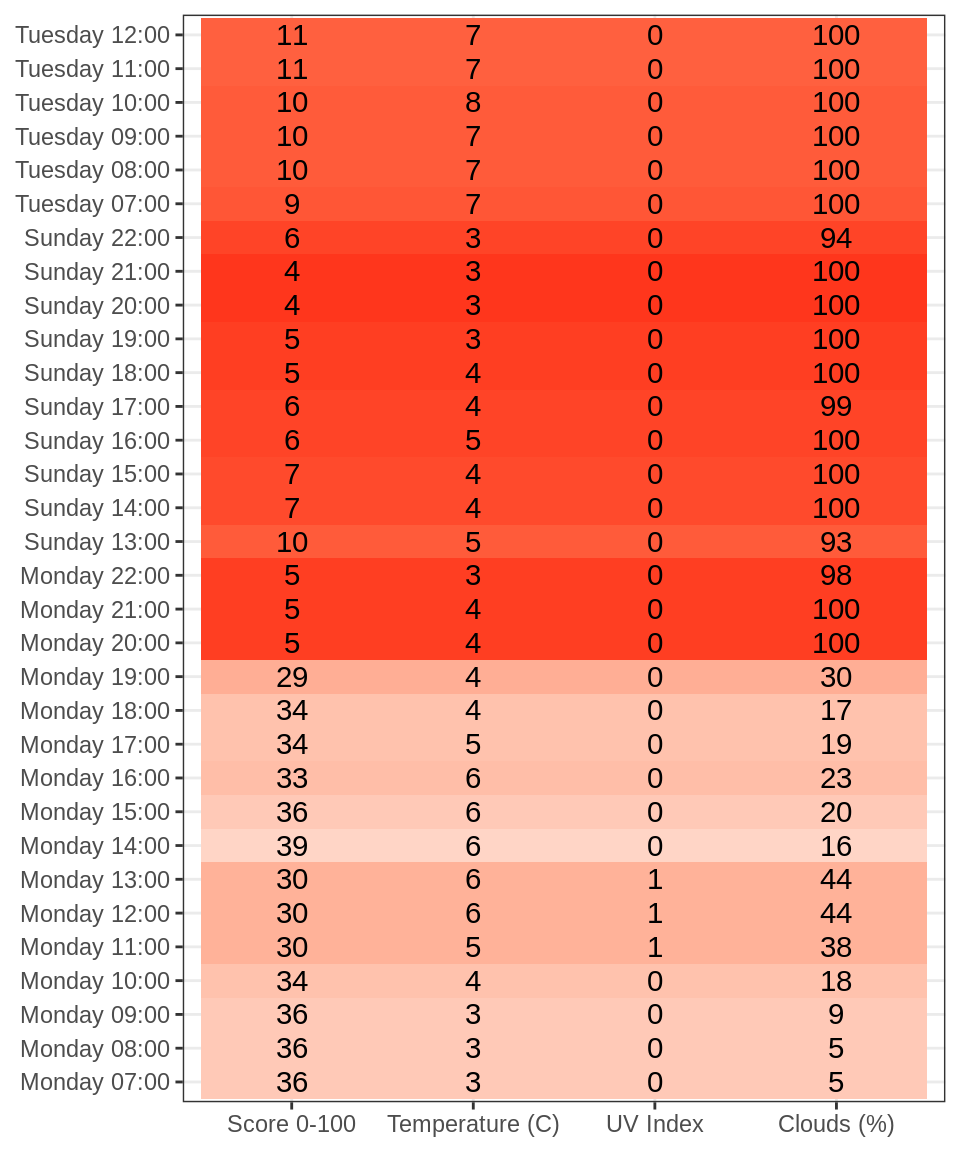 Tuesday 12:00 11 7 0 100
Tuesday 11:00 11 7 0 100
Tuesday 10:00 10 8 0 100
Tuesday 09:00 10 7 0 100
Tuesday 08:00 10 7 0 100
Tuesday 07:00 9 7 0 100
Sunday 22:00 6 3 0 94
Sunday 21:00 4 3 0 100
Sunday 20:00 4 3 0 100
Sunday 19:00 5 3 0 100
Sunday 18:00 5 4 0 100
Sunday 17:00 6 4 0 99
Sunday 16:00 6 5 0 100
Sunday 15:00 7 4 0 100
Sunday 14:00 7 4 0 100
Sunday 13:00 10 5 0 93
Monday 22:00 5 3 0 98
Monday 21:00 5 4 0 100
Monday 20:00 5 4 0 100
Monday 19:00 29 4 0 30
Monday 18:00 34 4 0 17
Monday 17:00 34 5 0 19
Monday 16:00 33 6 0 23
Monday 15:00 36 6 0 20
Monday 14:00 39 6 0 16
Monday 13:00 30 6 1 44
Monday 12:00 30 6 1 44
Monday 11:00 30 5 1 38
Monday 10:00 34 4 0 18
Monday 09:00 36 3 0 9
Monday 08:00 36 3 0 5
Monday 07:00 36 3 0 5
Score 0-100 Temperature (C) UV Index Clouds (%)